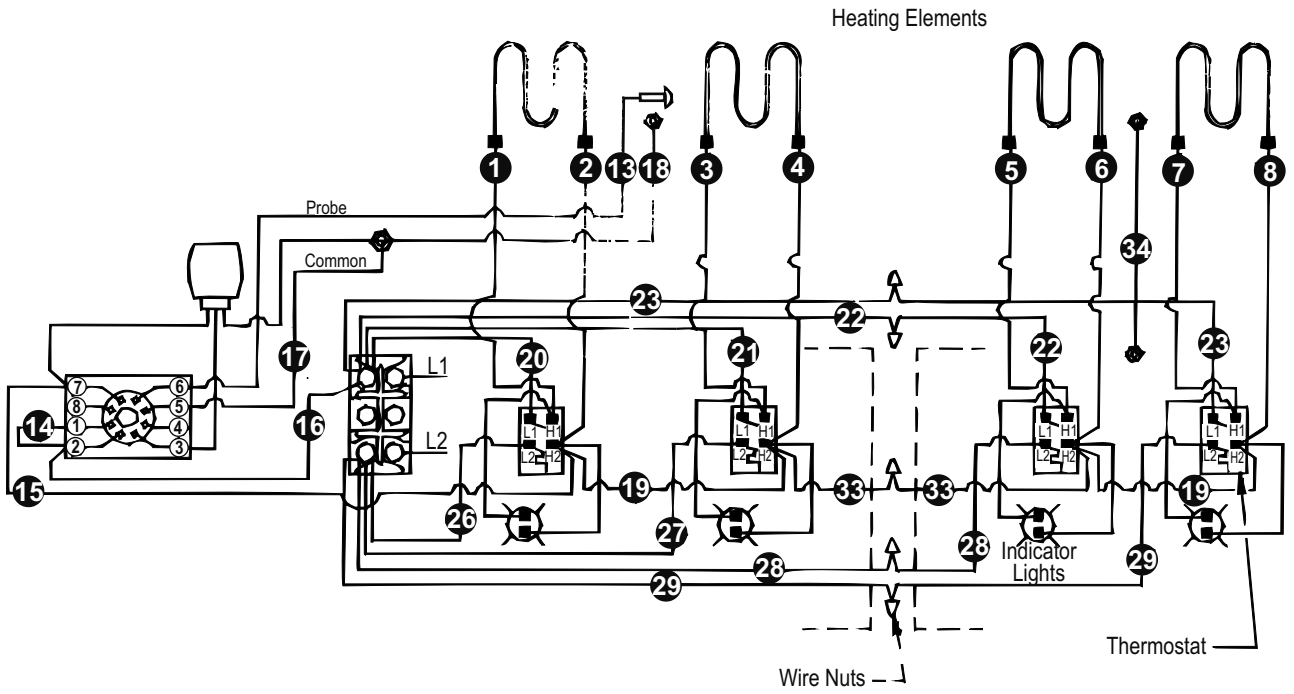 Heating Elements
1
2
13
18
3
4
5
6
7
8
Probe
Common
34
23
22
17
20
21
22
23
L1
L2
16
7
8
1
2
6
5
4
3
14
15
L1 H1
L2 H2
L1 H1
L2 H2
L1 H1
L2 H2
L1 H1
L2 H2
19
33
33
19
26
27
28
29
28
29
Indicator
Lights
Thermostat
Wire Nuts